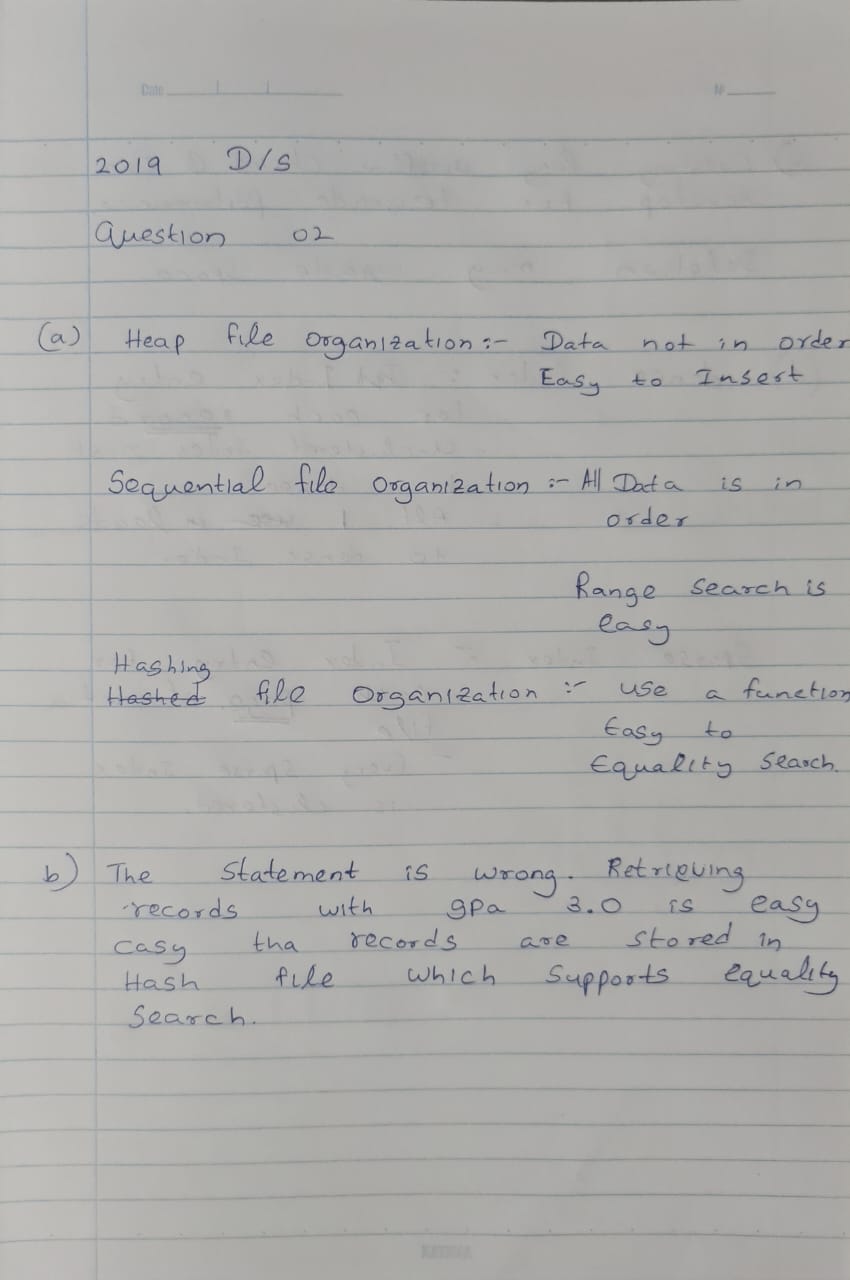 Date
No
2019 D/S
Question 02
(a) Heap file organization :- Data not in order
Easy to Insert
Sequential file Organization :- All Data is in
order
Range Search is
easy
Hashing
Hashed file Organization :- use a function
Easy to
Equality Search.
b) The Statement is wrong. Retrieving
records with gpa 3.0 is easy
casy tha records are stored in
Hash file which Supports equality
Search.